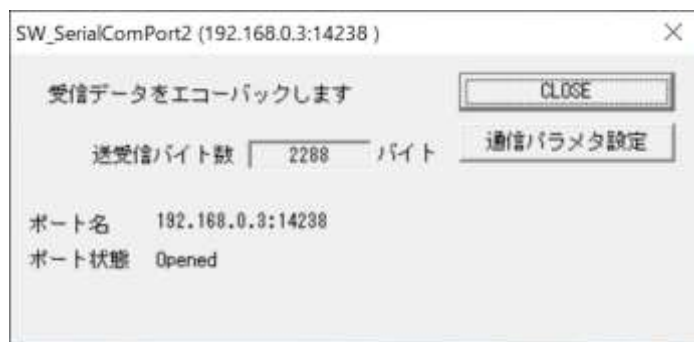 SW_SerialComPort2 (192.168.0.3:14238 )
受信データをエコーバックします
CLOSE
送受信バイト数 2288 バイト
通信パラメタ設定
ポート名 192.168.0.3:14238
ポート状態 Opened